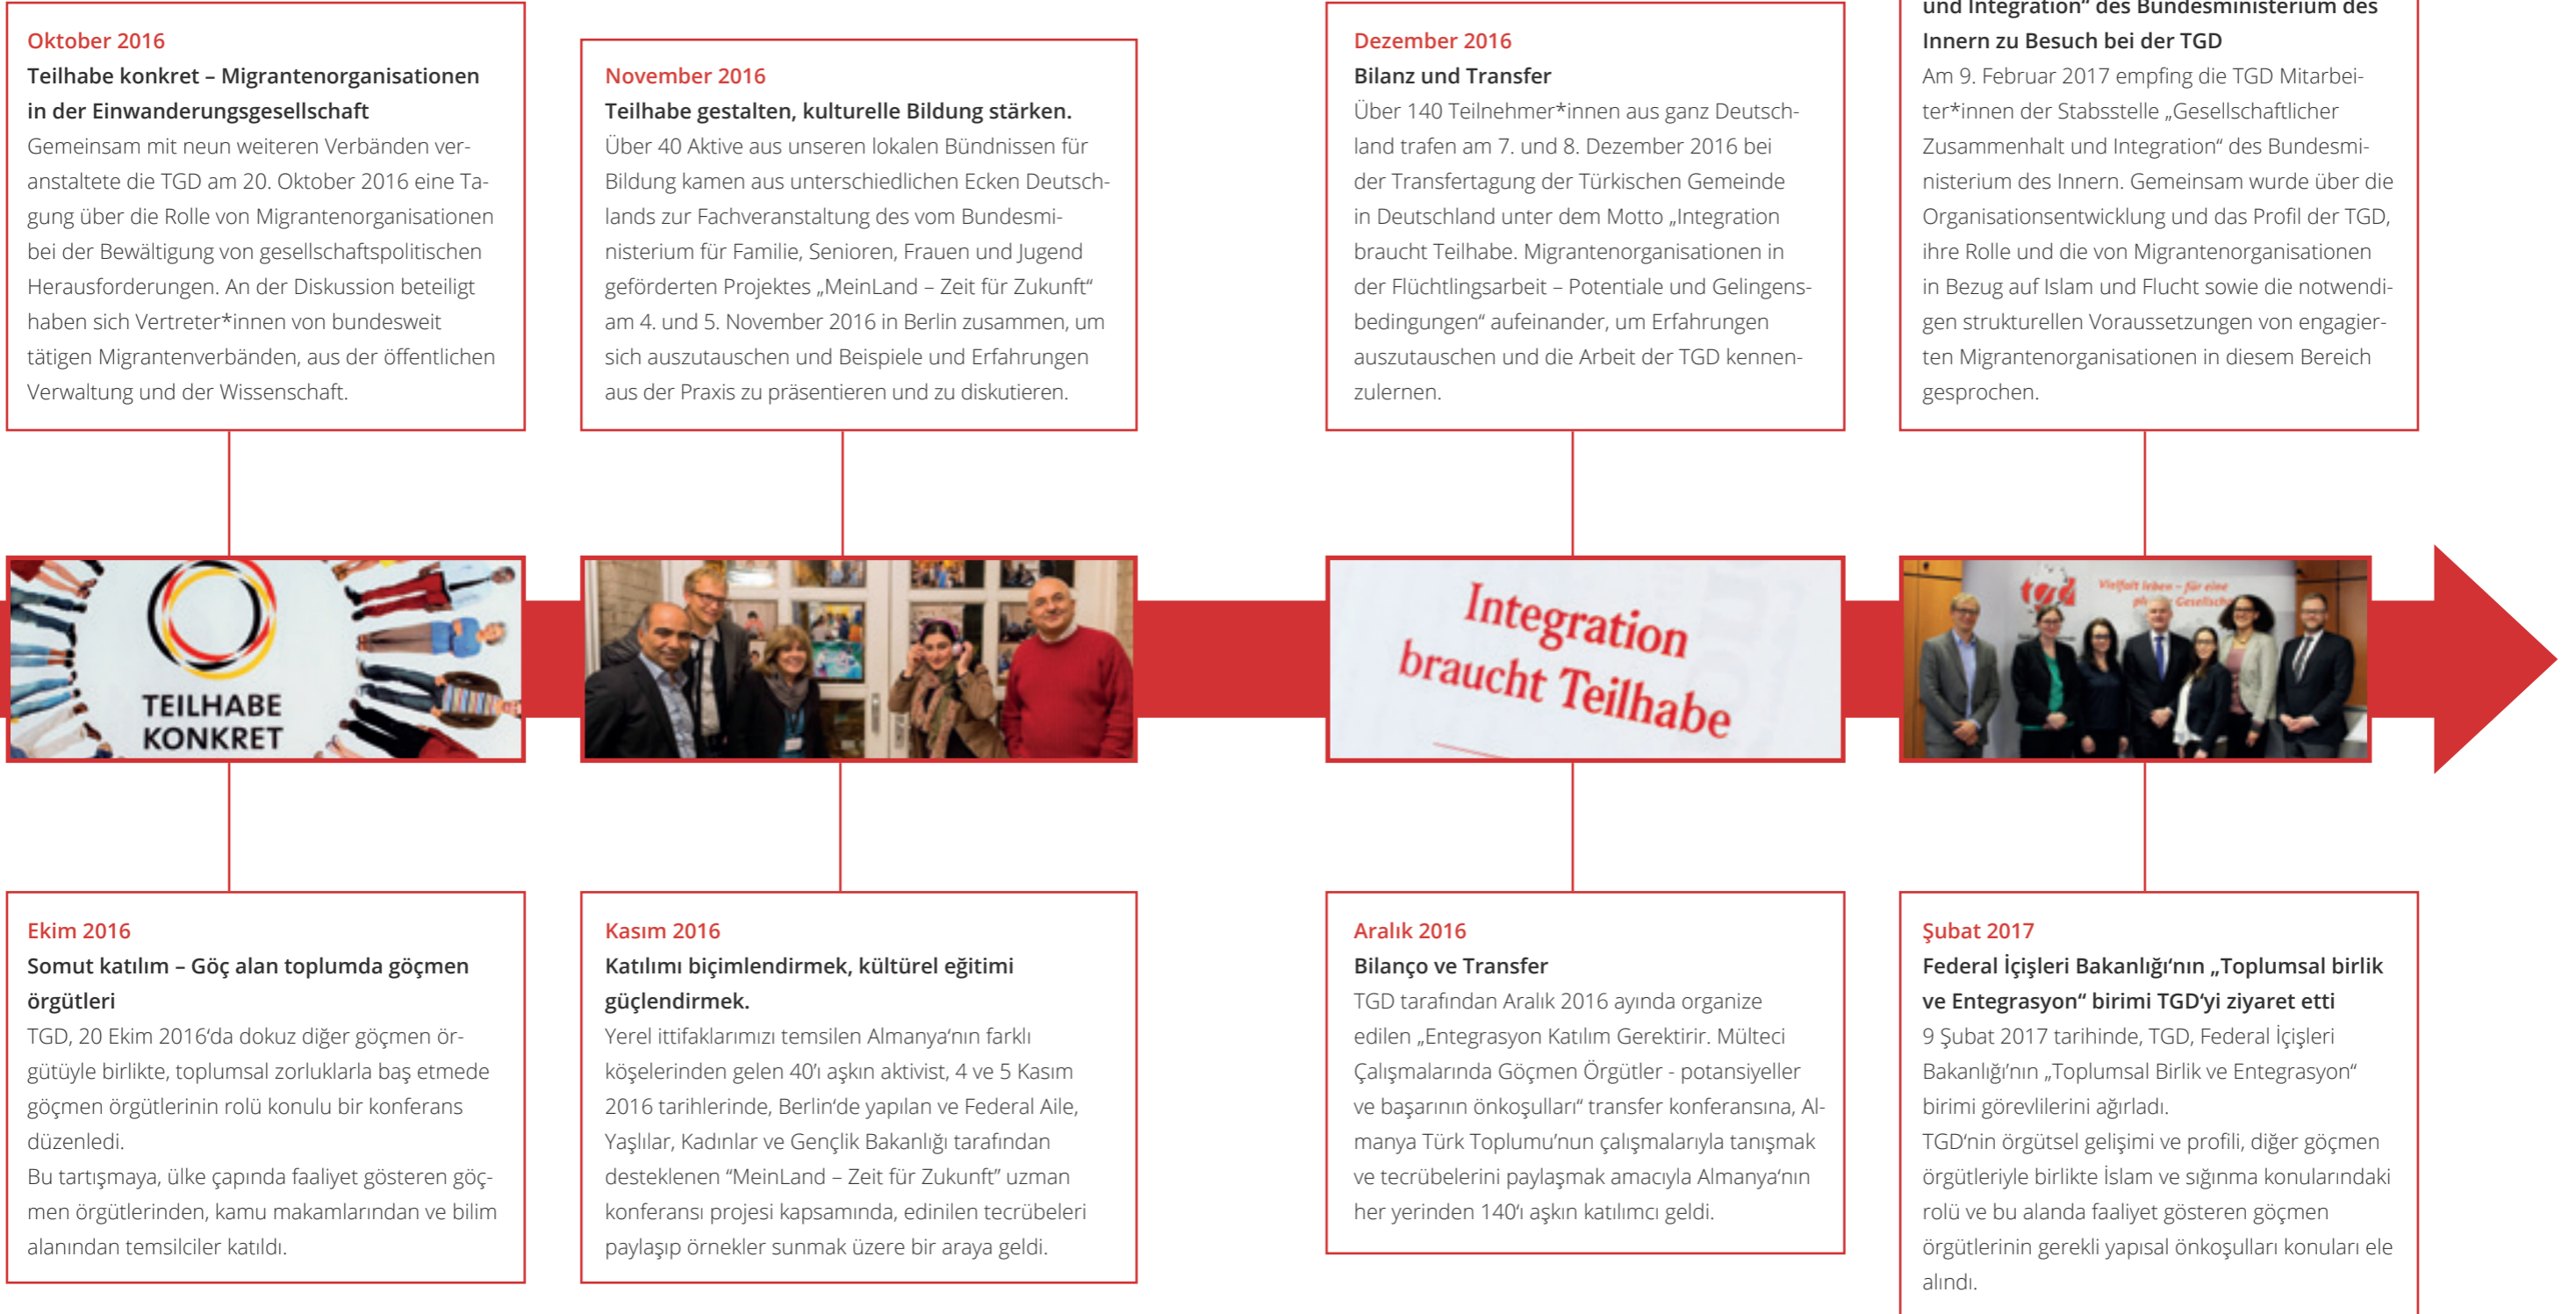 Oktober 2016
Teilhabe konkret – Migrantenorganisationen
in der Einwanderungsgesellschaft
Gemeinsam mit neun weiteren Verbänden ver-
anstaltete die TGD am 20. Oktober 2016 eine Ta-
gung über die Rolle von Migrantenorganisationen
bei der Bewältigung von gesellschaftspolitischen
Herausforderungen. An der Diskussion beteiligt
haben sich Vertreter*innen von bundesweit
tätigen Migrantenverbänden, aus der öffentlichen
Verwaltung und der Wissenschaft.
November 2016
Teilhabe gestalten, kulturelle Bildung stärken.
Über 40 Aktive aus unseren lokalen Bündnissen für
Bildung kamen aus unterschiedlichen Ecken Deutsch-
lands zur Fachveranstaltung des vom Bundesmi-
nisterium für Familie, Senioren, Frauen und Jugend
geförderten Projektes „MeinLand – Zeit für Zukunft“
am 4. und 5. November 2016 in Berlin zusammen, um
sich auszutauschen und Beispiele und Erfahrungen
aus der Praxis zu präsentieren und zu diskutieren.
Dezember 2016
Bilanz und Transfer
Über 140 Teilnehmer*innen aus ganz Deutsch-
land trafen am 7. und 8. Dezember 2016 bei
der Transfertagung der Türkischen Gemeinde
in Deutschland unter dem Motto „Integration
braucht Teilhabe. Migrantenorganisationen in
der Flüchtlingsarbeit – Potentiale und Gelingens-
bedingungen“ aufeinander, um Erfahrungen
auszutauschen und die Arbeit der TGD kennen-
zulernen.
und Integration“ des Bundesministerium des
Innern zu Besuch bei der TGD
Am 9. Februar 2017 empfing die TGD Mitarbei-
ter*innen der Stabsstelle „Gesellschaftlicher
Zusammenhalt und Integration“ des Bundesmi-
nisterium des Innern. Gemeinsam wurde über die
Organisationsentwicklung und das Profil der TGD,
ihre Rolle und die von Migrantenorganisationen
in Bezug auf Islam und Flucht sowie die notwendi-
gen strukturellen Voraussetzungen von engagier-
ten Migrantenorganisationen in diesem Bereich
gesprochen.
TEILHABE
KONKRET
Integration
braucht Teilhabe
tgd
Vielfalt leben – für eine
Ekim 2016
Somut katılım – Göç alan toplumda göçmen
örgütleri
TGD, 20 Ekim 2016‘da dokuz diğer göçmen ör-
gütüyle birlikte, toplumsal zorluklarla baş etmede
göçmen örgütlerinin rolü konulu bir konferans
düzenledi.
Bu tartışmaya, ülke çapında faaliyet gösteren göç-
men örgütlerinden, kamu makamlarından ve bilim
alanından temsilciler katıldı.
Kasım 2016
Katılımı biçimlendirmek, kültürel eğitimi
güçlendirmek.
Yerel ittifaklarımızı temsilen Almanya‘nın farklı
köşelerinden gelen 40’ı aşkın aktivist, 4 ve 5 Kasım
2016 tarihlerinde, Berlin‘de yapılan ve Federal Aile,
Yaşlılar, Kadınlar ve Gençlik Bakanlığı tarafından
desteklenen “MeinLand – Zeit für Zukunft” uzman
konferansı projesi kapsamında, edinilen tecrübeleri
paylaşıp örnekler sunmak üzere bir araya geldi.
Aralık 2016
Bilanço ve Transfer
TGD tarafından Aralık 2016 ayında organize
edilen „Entegrasyon Katılım Gerektirir. Mülteci
Çalışmalarında Göçmen Örgütler - potansiyeller
ve başarının önkoşulları“ transfer konferansına, Al-
manya Türk Toplumu’nun çalışmalarıyla tanışmak
ve tecrübelerini paylaşmak amacıyla Almanya‘nın
her yerinden 140‘ı aşkın katılımcı geldi.
Şubat 2017
Federal İçişleri Bakanlığı‘nın „Toplumsal birlik
ve Entegrasyon“ birimi TGD‘yi ziyaret etti
9 Şubat 2017 tarihinde, TGD, Federal İçişleri
Bakanlığı’nın „Toplumsal Birlik ve Entegrasyon“
birimi görevlilerini ağırladı.
TGD‘nin örgütsel gelişimi ve profili, diğer göçmen
örgütleriyle birlikte İslam ve sığınma konularındaki
rolü ve bu alanda faaliyet gösteren göçmen
örgütlerinin gerekli yapısal önkoşulları konuları ele
alındı.